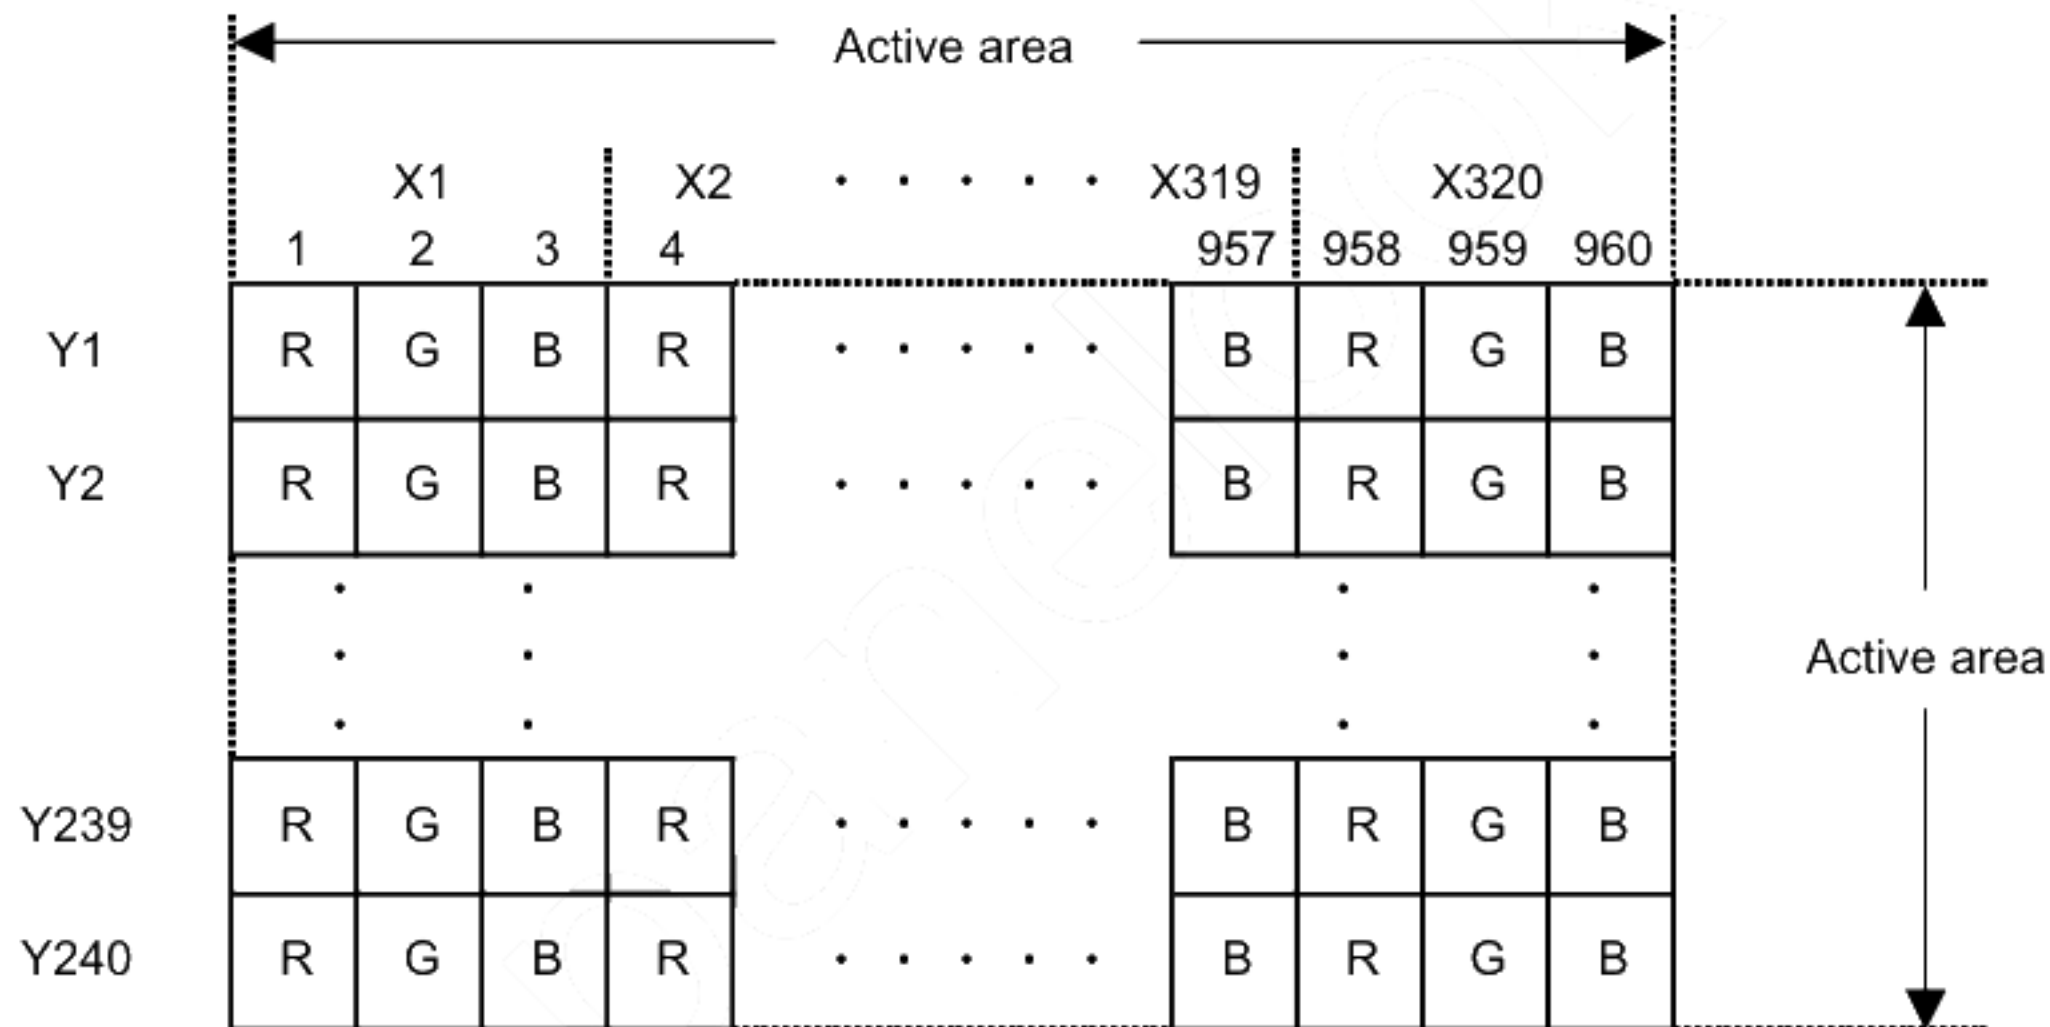 Active area
X1 X2 . . . . . X319 X320
1 2 3 4 957 958 959 960
Y1 R G B R . . . . . B R G B
Y2 R G B R . . . . . B R G B
Active area
Y239 R G B R . . . . . B R G B
Y240 R G B R . . . . . B R G B